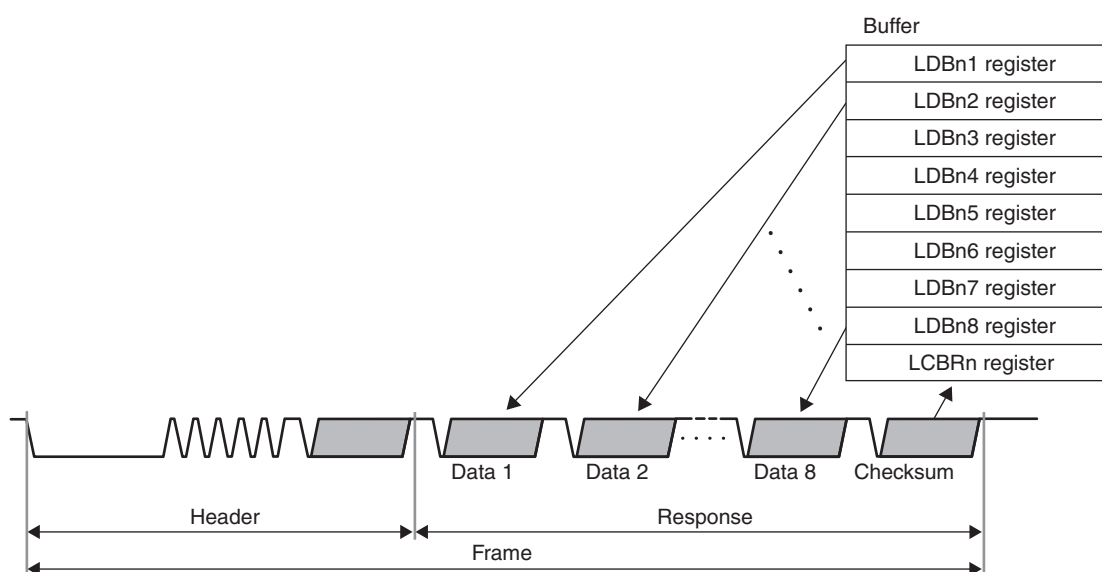 Buffer
LDBn1 register
LDBn2 register
LDBn3 register
LDBn4 register
LDBn5 register
LDBn6 register
LDBn7 register
LDBn8 register
LCBRn register
Data 1
Data 2
Data 8
Checksum
Header
Response
Frame